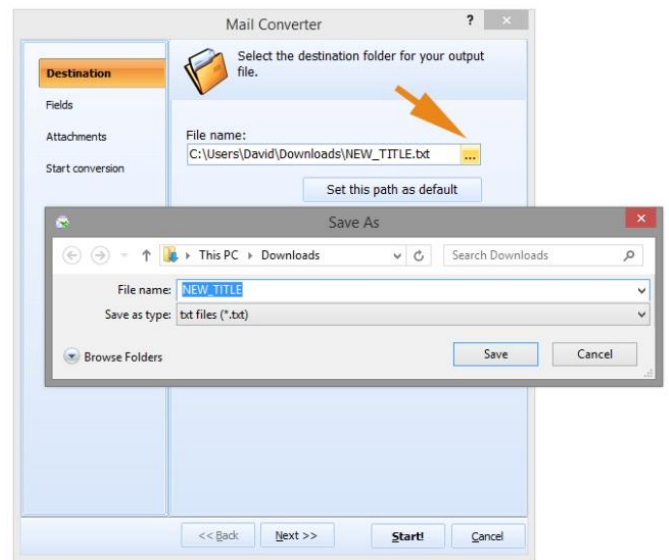 Mail Converter
?
Select the destination folder for your output
file.
Destination
Fields
Attachments
Start conversion
File name:
C:\Users\David\Downloads\NEW_TITLE.txt
...
Set this path as default
Save As
This PC
Downloads
Search Downloads
File name:
NEW_TITLE
Save as type:
txt files (*.txt)
Browse Folders
Save
Cancel
<< Back
Next >>
Start!
Cancel